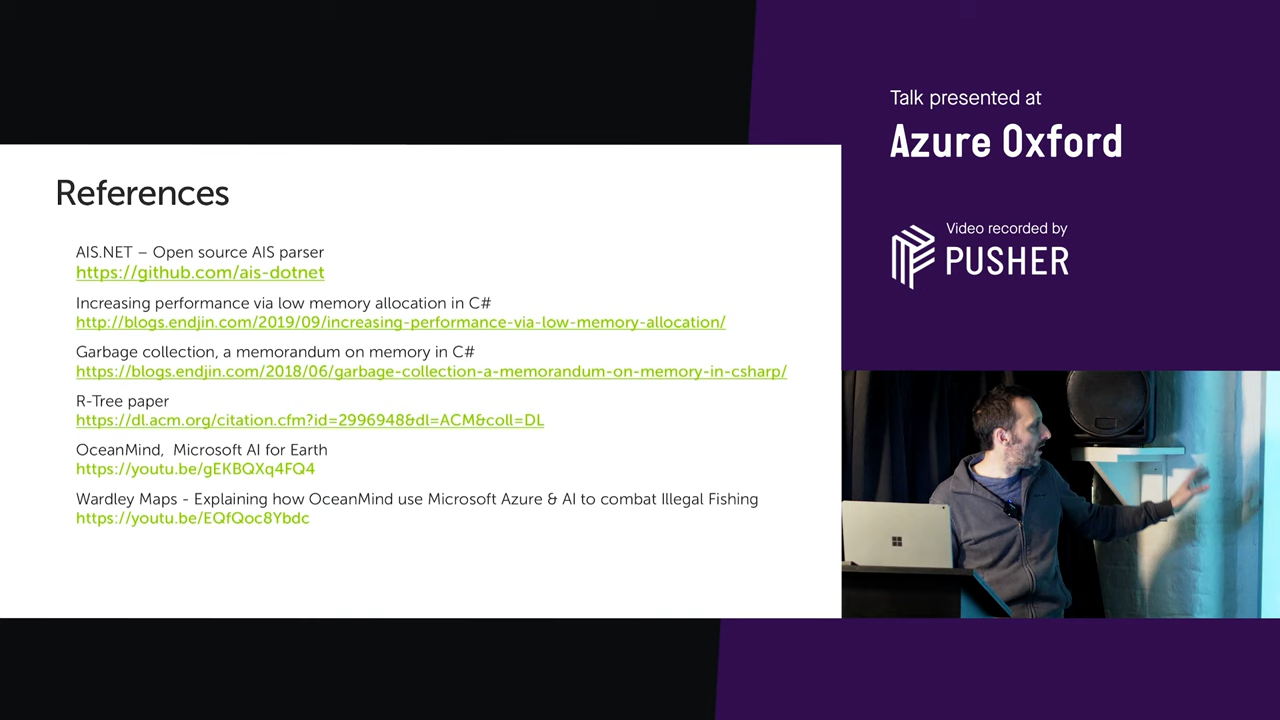 References
AIS.NET – Open source AIS parser
https://github.com/ais-dotnet
Increasing performance via low memory allocation in C#
http://blogs.endjin.com/2019/09/increasing-performance-via-low-memory-allocation/
Garbage collection, a memorandum on memory in C#
https://blogs.endjin.com/2018/06/garbage-collection-a-memorandum-on-memory-in-csharp/
R-Tree paper
https://dl.acm.org/citation.cfm?id=2996948&dl=ACM&coll=DL
OceanMind, Microsoft AI for Earth
https://youtu.be/gEKBQXq4FQ4
Wardley Maps - Explaining how OceanMind use Microsoft Azure & AI to combat Illegal Fishing
https://youtu.be/EQfQoc8Ybdc
Talk presented at
Azure Oxford
Video recorded by
PUSHER